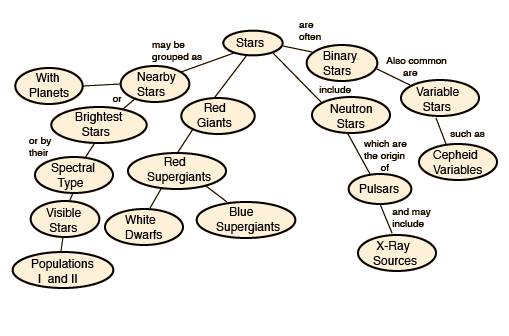 are
often
Stars
may be
grouped as
Binary
Stars
Also common
are
With
Planets
Nearby
Stars
include
Variable
Stars
or
Red
Giants
Neutron
Stars
Brightest
Stars
such as
or by
their
which are
the origin
of
Cepheid
Variables
Spectral
Type
Red
Supergiants
Pulsars
Visible
Stars
White
Dwarfs
Blue
Supergiants
and may
include
X-Ray
Sources
Populations
I and II